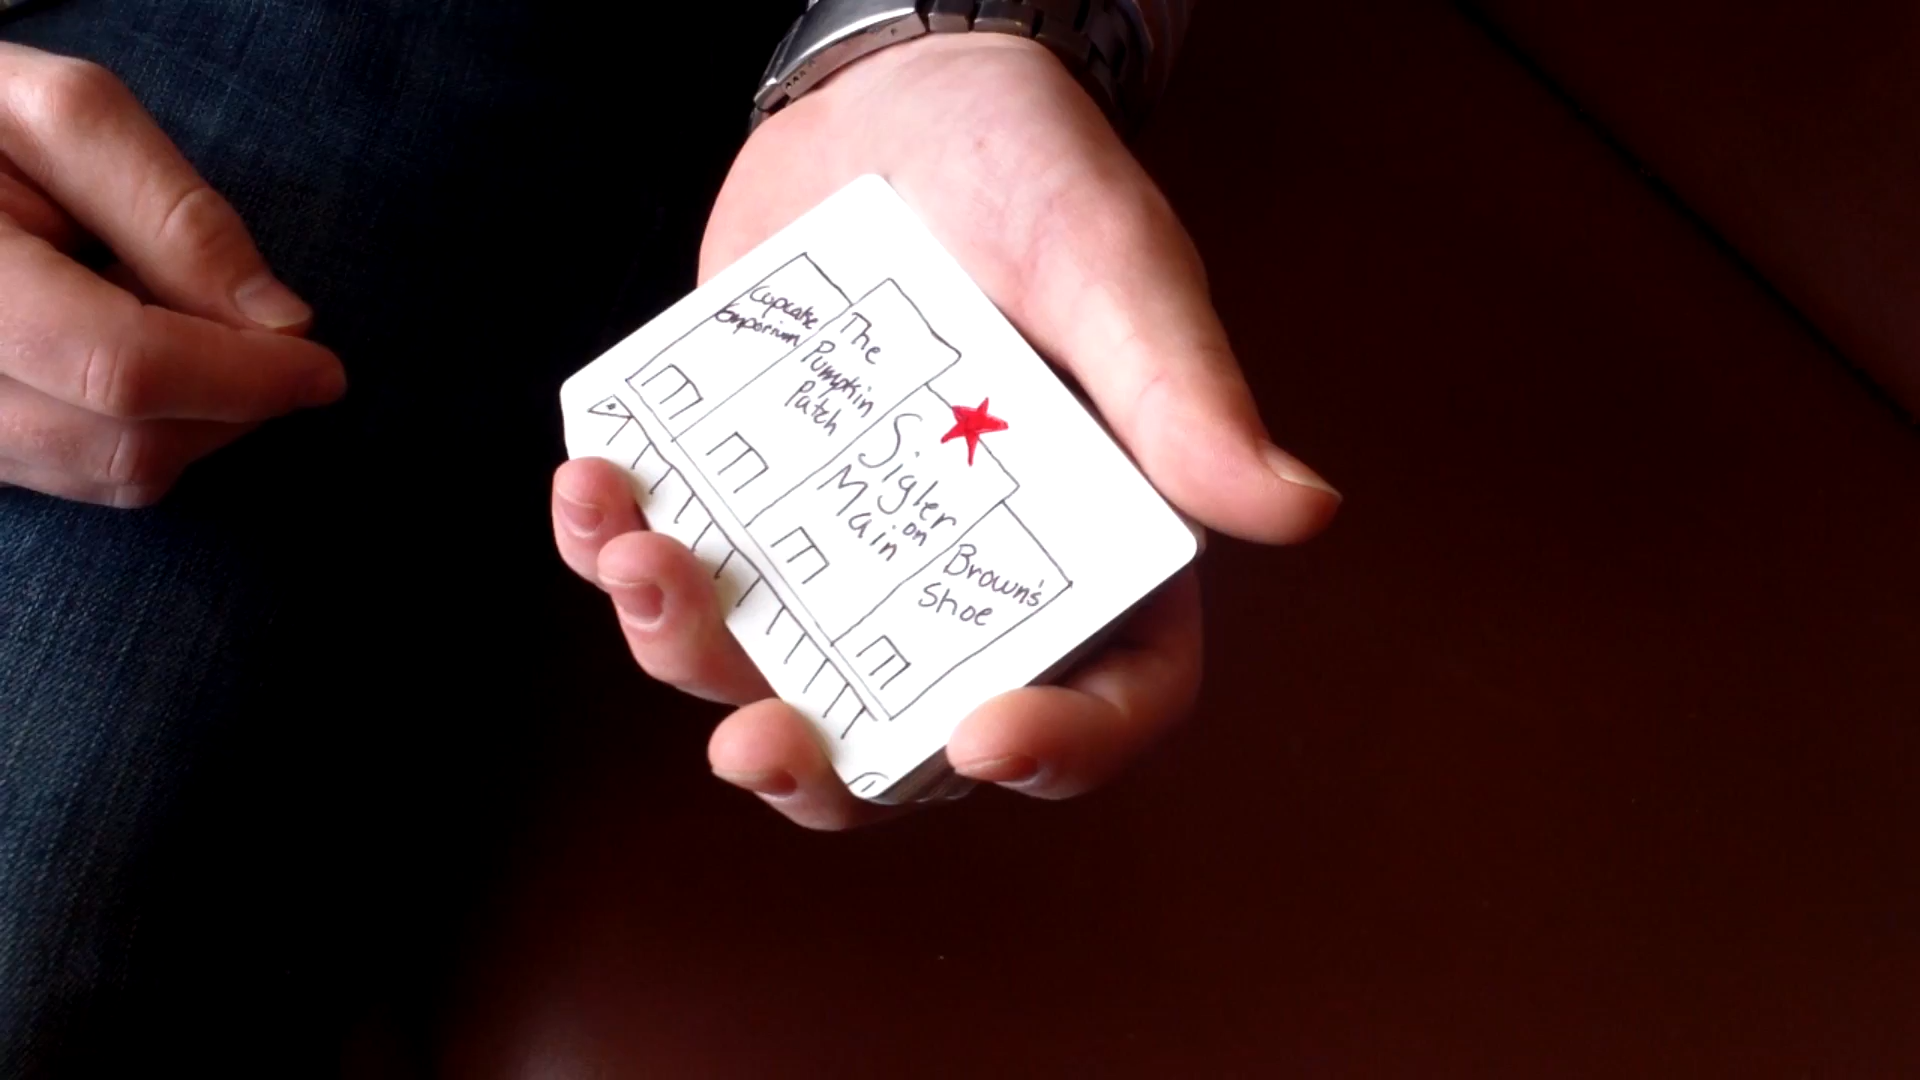 Cupcake
Emporium
The
Pumpkin
Patch
Sigler
on
Main
Brown's
Shoe